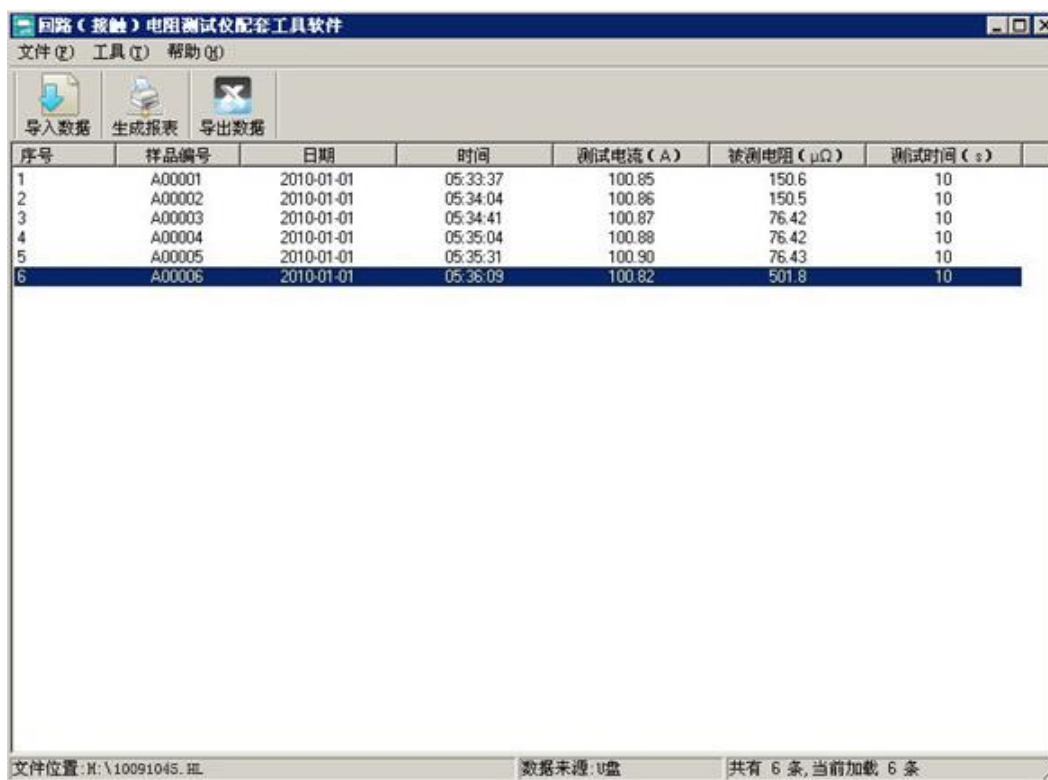 回路(接触)电阻测试仪配套工具软件
文件(F) 工具(T) 帮助(H)
导入数据 生成报表 导出数据
序号 样品编号 日期 时间 测试电流(A) 被测电阻(μΩ) 测试时间(s)
1 A00001 2010-01-01 05:33:37 100.85 150.6 10
2 A00002 2010-01-01 05:34:04 100.86 150.5 10
3 A00003 2010-01-01 05:34:41 100.87 76.42 10
4 A00004 2010-01-01 05:35:04 100.88 76.42 10
5 A00005 2010-01-01 05:35:31 100.90 76.43 10
6 A00006 2010-01-01 05:36:09 100.82 501.8 10
文件位置:M:\10091045.HL 数据来源:U盘 共有 6 条,当前加载 6 条